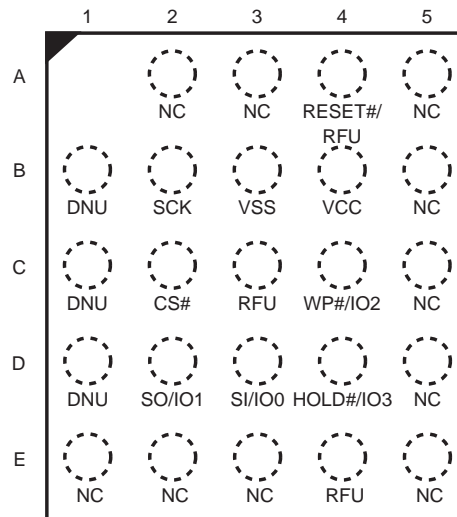 1 2 3 4 5
A
NC NC RESET#/ NC
RFU
B
DNU SCK VSS VCC NC
C
DNU CS# RFU WP#/IO2 NC
D
DNU SO/IO1 SI/IO0 HOLD#/IO3 NC
E
NC NC NC RFU NC